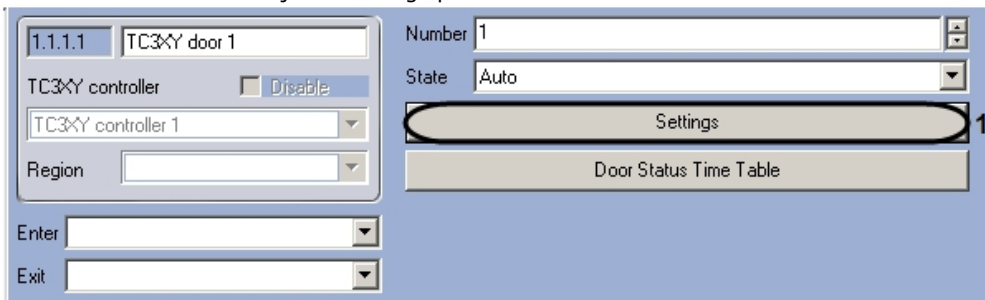 1.1.1.1 TC3XY door 1
TC3XY controller Disable
TC3XY controller 1
Region
Enter
Exit
Number 1
State Auto
Settings 1
Door Status Time Table